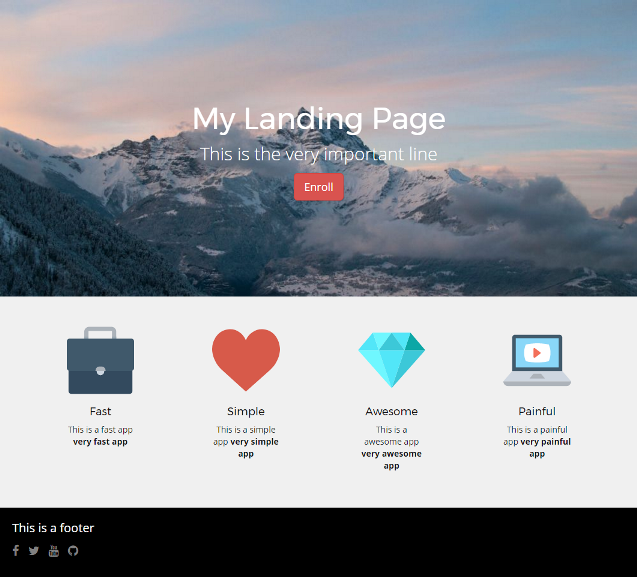 My Landing Page
This is the very important line
Enroll
Fast
This is a fast app
very fast app
Simple
This is a simple
app very simple
app
Awesome
This is a
awesome app
very awesome
app
Painful
This is a painful
app very painful
app
This is a footer